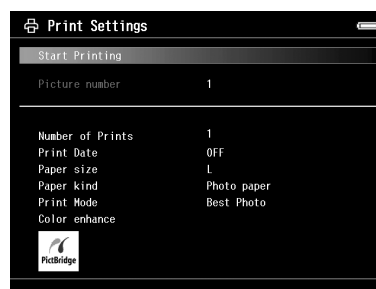 Print Settings
Start Printing
Picture number 1
Number of Prints 1
Print Date OFF
Paper size L
Paper kind Photo paper
Print Mode Best Photo
Color enhance
PictBridge